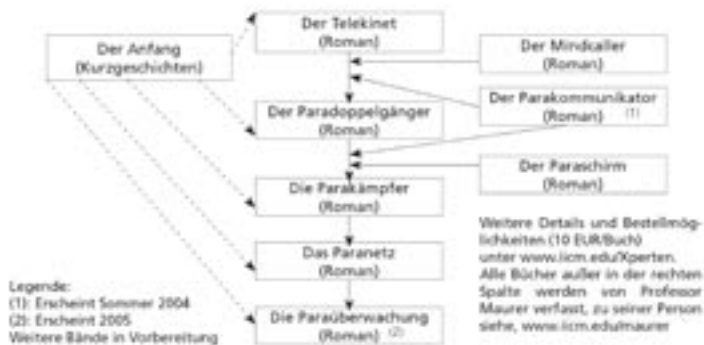 Der Anfang
(Kurzgeschichten)
Der Telekinet
(Roman)
Der Mindcaller
(Roman)
Der Paradoppelgänger
(Roman)
Der Parakommunikator
(Roman) (1)
Der Paraschirm
(Roman)
Die Parakämpfer
(Roman)
Das Paranetz
(Roman)
Die Paraüberwachung
(Roman) (2)
Legende:
(1): Erscheint Sommer 2004
(2): Erscheint 2005
Weitere Bände in Vorbereitung
Weitere Details und Bestellmög-
lichkeiten (10 EUR/Buch)
unter www.iicm.edu/Xperten.
Alle Bücher außer in der rechten
Spalte werden von Professor
Maurer verfasst, zu seiner Person
siehe, www.iicm.edu/maurer